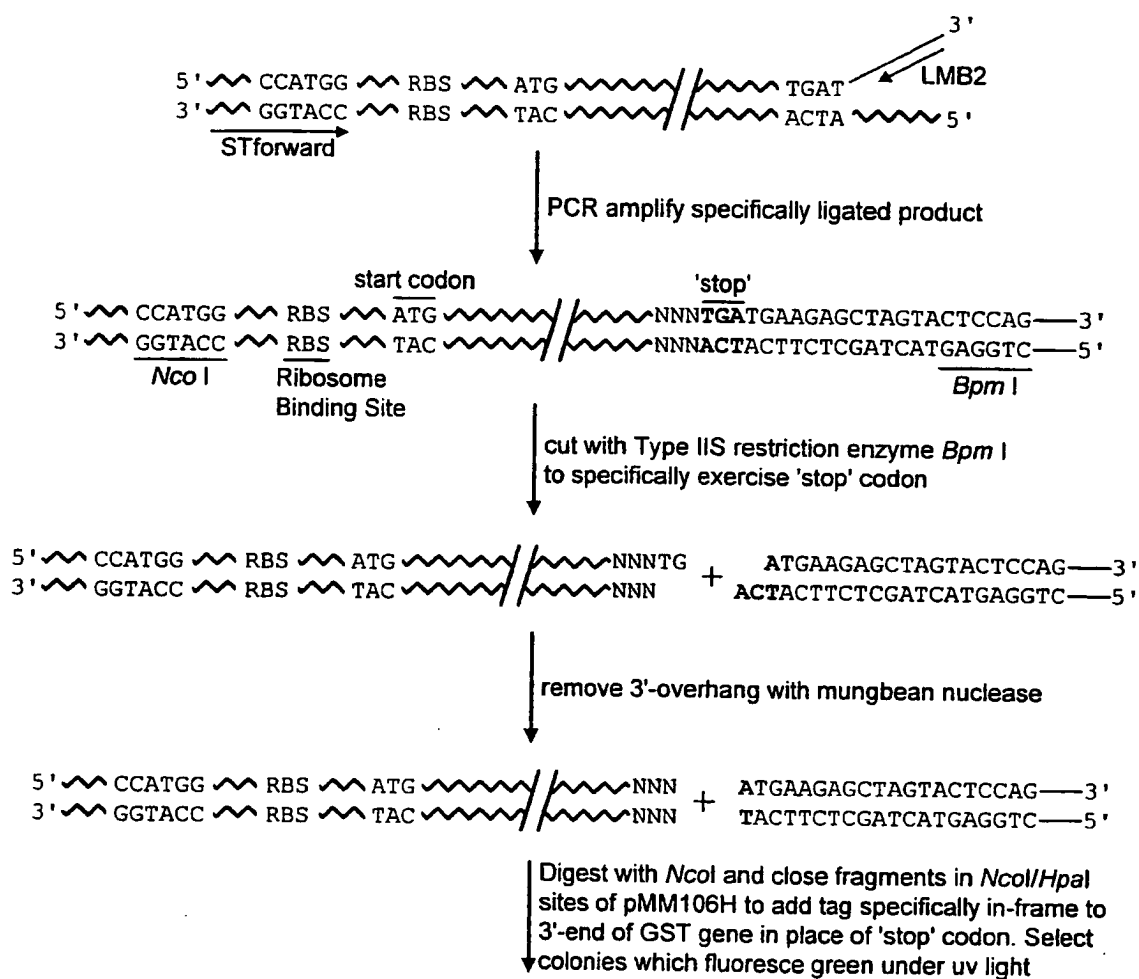 3'
5' CCATGG RBS ATG TGAT LMB2
3' GGTACC RBS TAC ACTA 5'
STforward
PCR amplify specifically ligated product
start codon 'stop'
5' CCATGG RBS ATG NNNTGATGAAGAGCTAGTACTCCAG 3'
3' GGTACC RBS TAC NNNACTACTTCTCGATCATGAGGTC 5'
Nco I Ribosome Bpm I
Binding Site
cut with Type IIS restriction enzyme Bpm I
to specifically exercise 'stop' codon
5' CCATGG RBS ATG NNNTG + ATGAAGAGCTAGTACTCCAG 3'
3' GGTACC RBS TAC NNN ACTACTTCTCGATCATGAGGTC 5'
remove 3'-overhang with mungbean nuclease
5' CCATGG RBS ATG NNN + ATGAAGAGCTAGTACTCCAG 3'
3' GGTACC RBS TAC NNN TACTTCTCGATCATGAGGTC 5'
Digest with NcoI and close fragments in NcoI/HpaI
sites of pMM106H to add tag specifically in-frame to
3'-end of GST gene in place of 'stop' codon. Select
colonies which fluoresce green under uv light